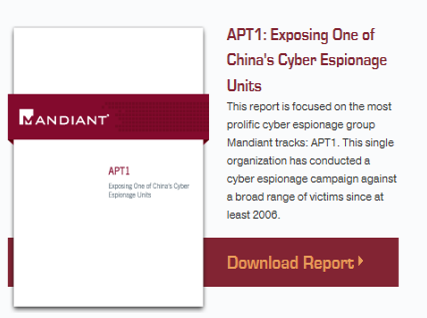 MANDIANT
APT1
Exposing One of China's Cyber
Espionage Units
APT1: Exposing One of
China's Cyber Espionage
Units
This report is focused on the most
prolific cyber espionage group
Mandiant tracks: APT1. This single
organization has conducted a
cyber espionage campaign against
a broad range of victims since at
least 2006.
Download Report